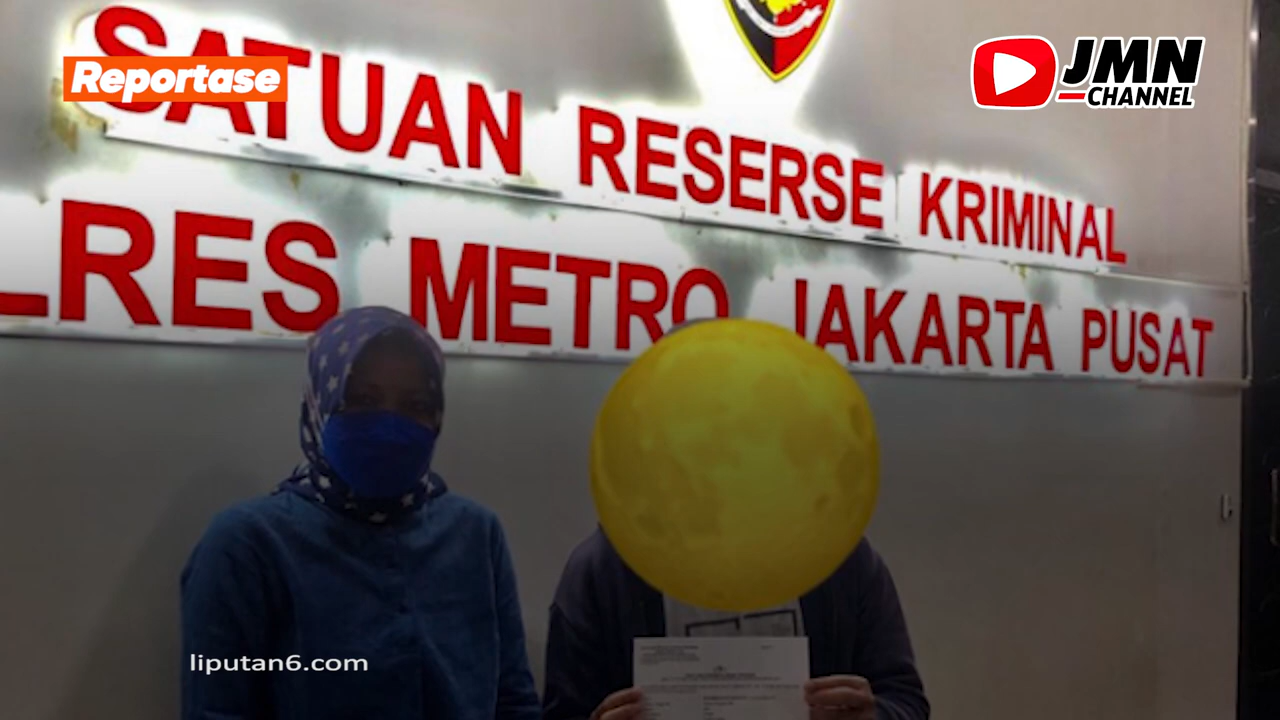 Reportase
JMN
CHANNEL
SATUAN RESERSE KRIMINAL
LRES METRO JAKARTA PUSAT
liputan6.com